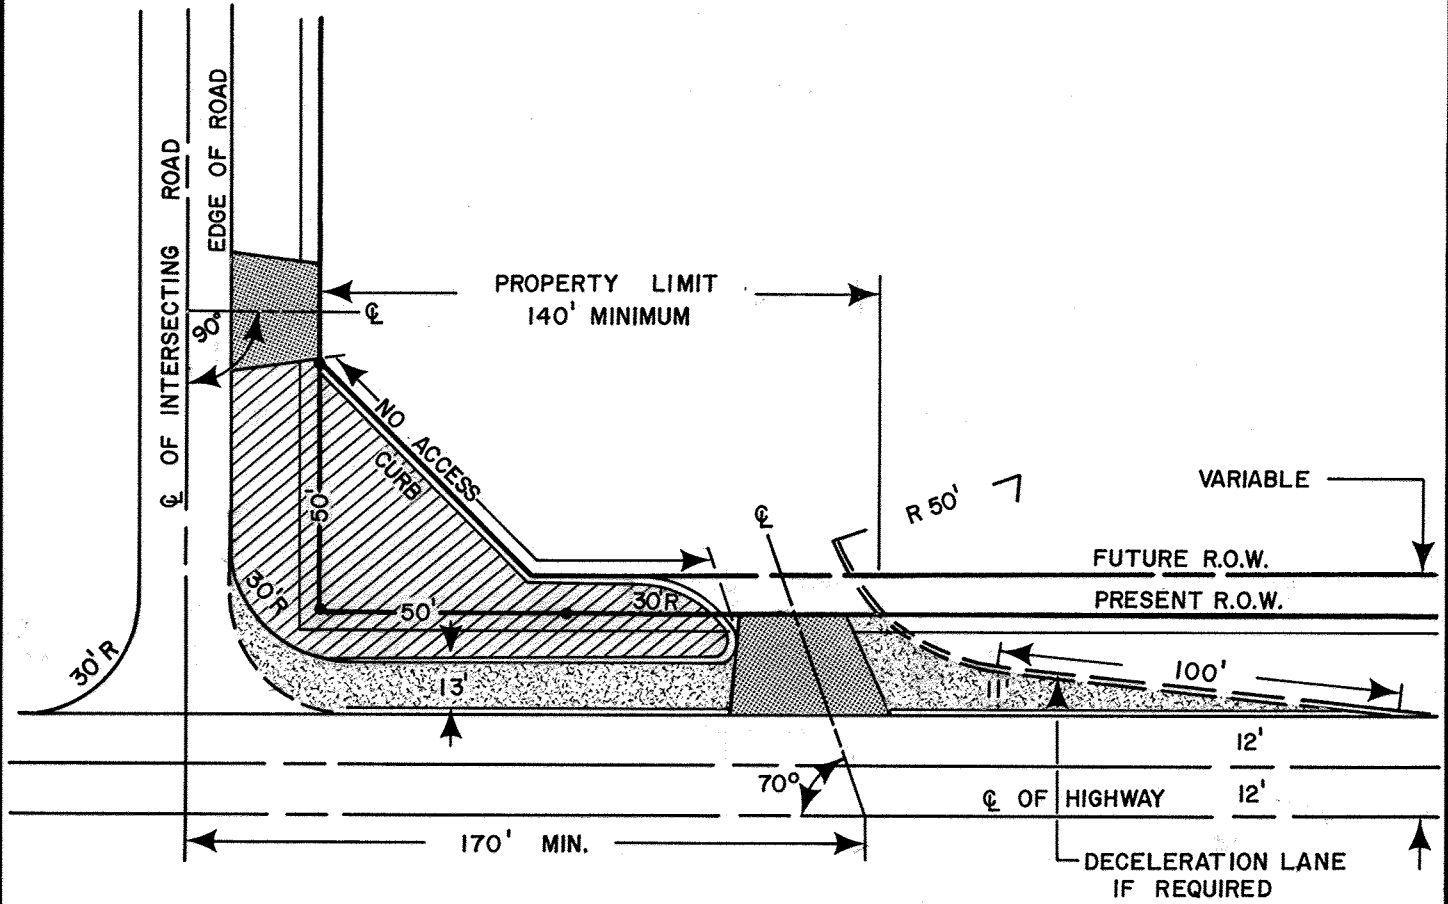 EDGE OF ROAD
℄ OF INTERSECTING ROAD
PROPERTY LIMIT
140' MINIMUM
℄
90°
NO ACCESS
CURB
50'
VARIABLE
R 50'
℄
FUTURE R.O.W.
PRESENT R.O.W.
30'R
50'
30'R
30'R
100'
13'
11'
12'
70°
℄ OF HIGHWAY
12'
170' MIN.
DECELERATION LANE
IF REQUIRED